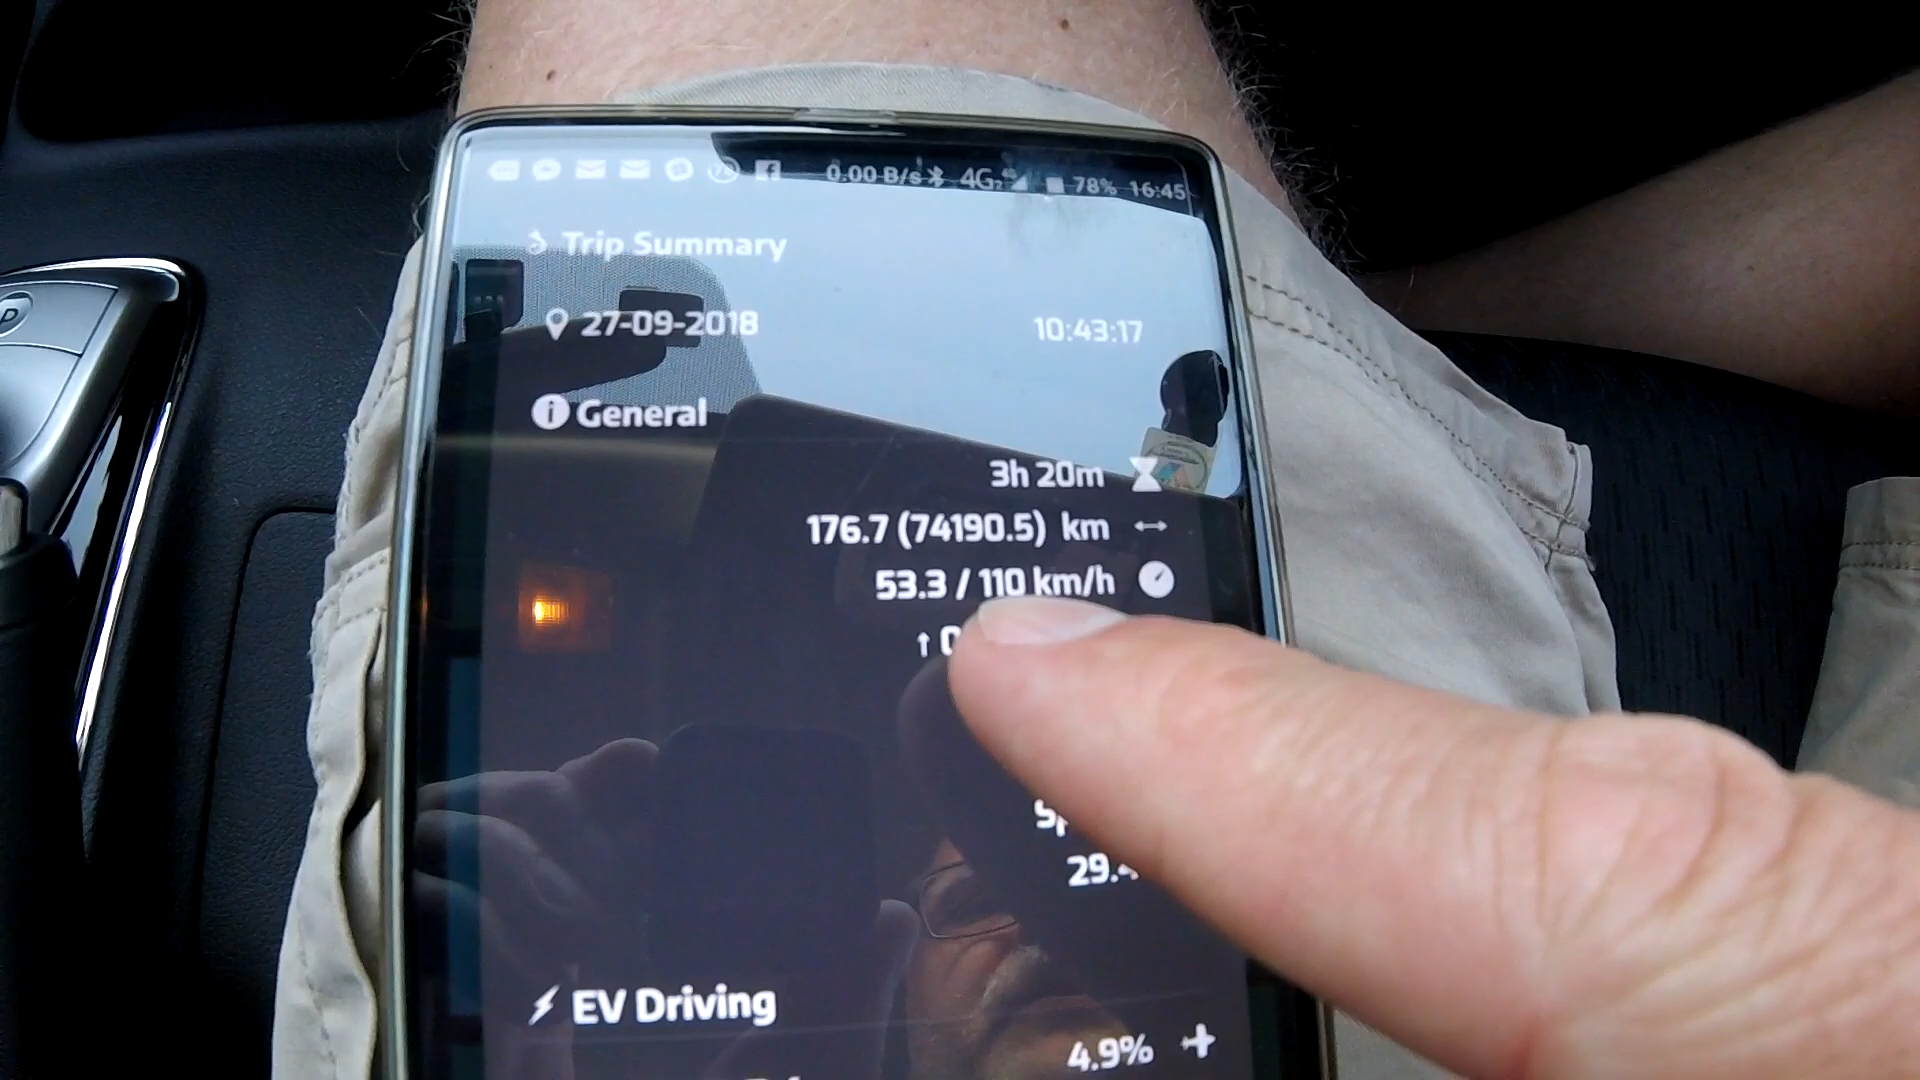 0.00 B/s 4G 78% 16:45
Trip Summary
27-09-2018 10:43:17
General
3h 20m
176.7 (74190.5) km
53.3 / 110 km/h
EV Driving
4.9%
P